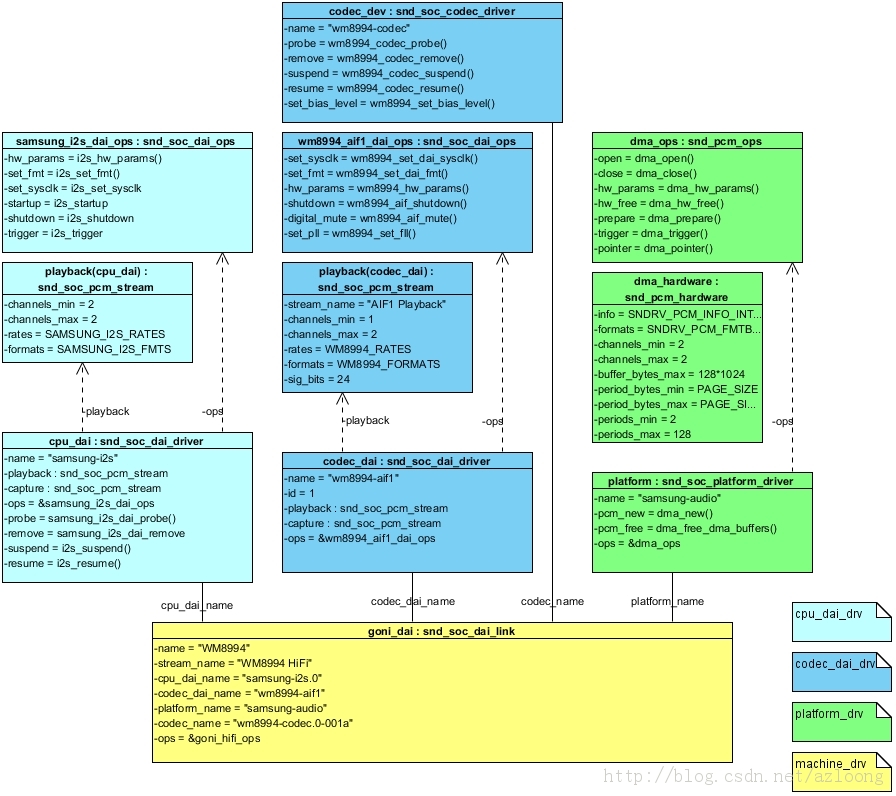 codec_dev : snd_soc_codec_driver
-name = "wm8994-codec"
-probe = wm8994_codec_probe()
-remove = wm8994_codec_remove()
-suspend = wm8994_codec_suspend()
-resume = wm8994_codec_resume()
-set_bias_level = wm8994_set_bias_level()
samsung_i2s_dai_ops : snd_soc_dai_ops
-hw_params = i2s_hw_params()
-set_fmt = i2s_set_fmt()
-set_sysclk = i2s_set_sysclk
-startup = i2s_startup
-shutdown = i2s_shutdown
-trigger = i2s_trigger
wm8994_aif1_dai_ops : snd_soc_dai_ops
-set_sysclk = wm8994_set_dai_sysclk()
-set_fmt = wm8994_set_dai_fmt()
-hw_params = wm8994_hw_params()
-shutdown = wm8994_aif_shutdown()
-digital_mute = wm8994_aif_mute()
-set_pll = wm8994_set_fll()
dma_ops : snd_pcm_ops
-open = dma_open()
-close = dma_close()
-hw_params = dma_hw_params()
-hw_free = dma_hw_free()
-prepare = dma_prepare()
-trigger = dma_trigger()
-pointer = dma_pointer()
playback(cpu_dai) :
snd_soc_pcm_stream
-channels_min = 2
-channels_max = 2
-rates = SAMSUNG_I2S_RATES
-formats = SAMSUNG_I2S_FMTS
playback(codec_dai) :
snd_soc_pcm_stream
-stream_name = "AIF1 Playback"
-channels_min = 1
-channels_max = 2
-rates = WM8994_RATES
-formats = WM8994_FORMATS
-sig_bits = 24
dma_hardware :
snd_pcm_hardware
-info = SNDRV_PCM_INFO_INT...
-formats = SNDRV_PCM_FMTB...
-channels_min = 2
-channels_max = 2
-buffer_bytes_max = 128*1024
-period_bytes_min = PAGE_SIZE
-period_bytes_max = PAGE_SI...
-periods_min = 2
-periods_max = 128
-playback
-ops
-playback
-ops
-ops
cpu_dai : snd_soc_dai_driver
-name = "samsung-i2s"
-playback : snd_soc_pcm_stream
-capture : snd_soc_pcm_stream
-ops = &samsung_i2s_dai_ops
-probe = samsung_i2s_dai_probe()
-remove = samsung_i2s_dai_remove
-suspend = i2s_suspend()
-resume = i2s_resume()
codec_dai : snd_soc_dai_driver
-name = "wm8994-aif1"
-id = 1
-playback : snd_soc_pcm_stream
-capture : snd_soc_pcm_stream
-ops = &wm8994_aif1_dai_ops
platform : snd_soc_platform_driver
-name = "samsung-audio"
-pcm_new = dma_new()
-pcm_free = dma_free_dma_buffers()
-ops = &dma_ops
cpu_dai_name
codec_dai_name
codec_name
platform_name
goni_dai : snd_soc_dai_link
-name = "WM8994"
-stream_name = "WM8994 HiFi"
-cpu_dai_name = "samsung-i2s.0"
-codec_dai_name = "wm8994-aif1"
-platform_name = "samsung-audio"
-codec_name = "wm8994-codec.0-001a"
-ops = &goni_hifi_ops
cpu_dai_drv
codec_dai_drv
platform_drv
machine_drv
http://blog.csdn.net/azloong